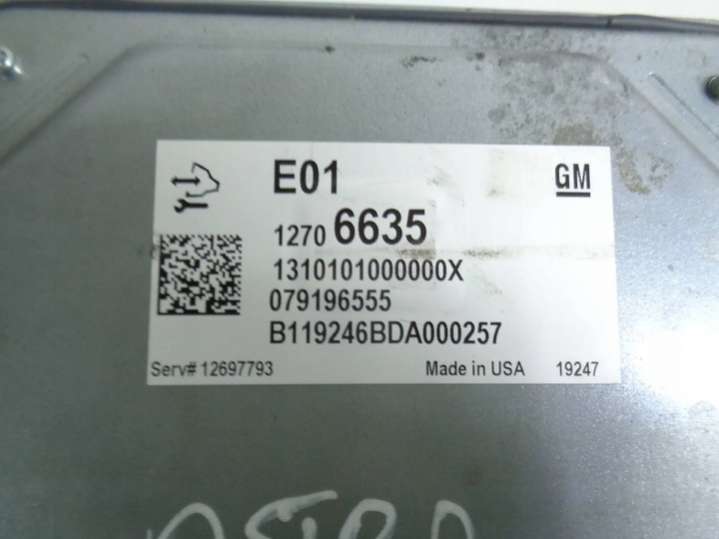 E01
GM
1270 6635
1310101000000X
079196555
B119246BDA000257
Serv# 12697793 Made in USA 19247